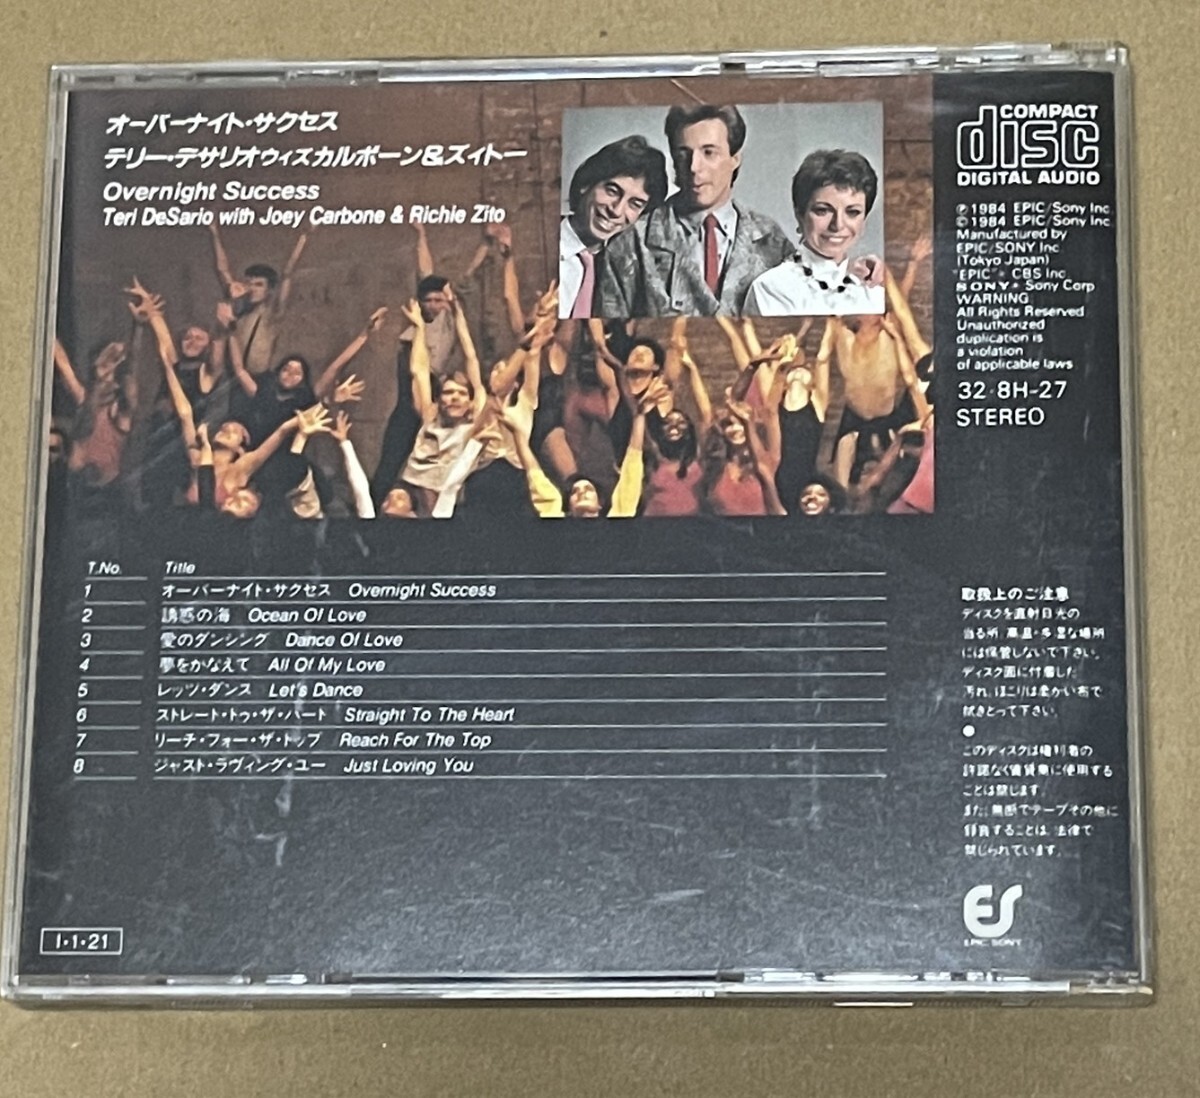 オーバーナイト・サクセス
テリー・デサリオウィズカルボーン&ズィトー
Overnight Success
Teri DeSario with Joey Carbone & Richie Zito
COMPACT
disc
DIGITAL AUDIO
Ⓟ1984 EPIC/Sony Inc.
©1984 EPIC/Sony Inc.
Manufactured by
EPIC/SONY Inc.
(Tokyo Japan)
"EPIC"* CBS Inc.
SONY* Sony Corp
WARNING:
All Rights Reserved
Unauthorized
duplication is
a violation
of applicable laws
32・8H-27
STEREO
T.No. Title
1 オーバーナイト・サクセス Overnight Success
2 誘惑の海 Ocean Of Love
3 愛のダンシング Dance Of Love
4 夢をかなえて All Of My Love
5 レッツ・ダンス Let's Dance
6 ストレート・トゥ・ザ・ハート Straight To The Heart
7 リーチ・フォー・ザ・トップ Reach For The Top
8 ジャスト・ラヴィング・ユー Just Loving You
取扱上のご注意
ディスクを直射日光の
当る所、高温・多湿な場所
には保管しないで下さい。
ディスク面に付着した
汚れ、ほこりは柔かい布で
拭きとって下さい。
●
このディスクは権利者の
許諾なく賃貸業に使用する
ことは禁じます。
また、無断でテープその他に
録音することは、法律で
禁じられています。
ES
EPIC/SONY
I・1・21